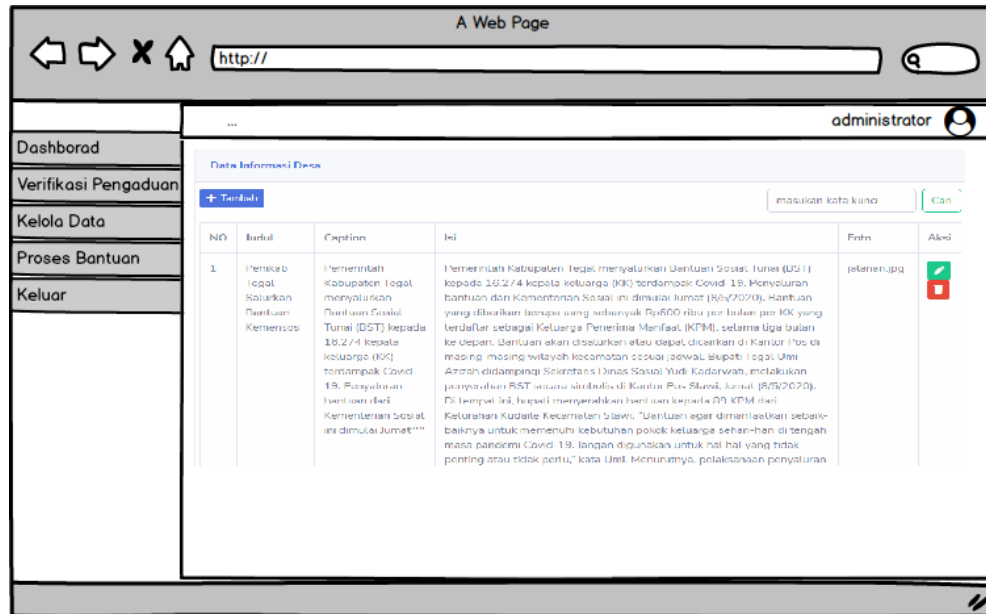 A Web Page
http://
...
administrator
Dashborad
Verifikasi Pengaduan
Kelola Data
Proses Bantuan
Keluar
Data Informasi Desa
+ Tambah
masukan kata kunci
Cari
NO Judul Caption Isi Foto Aksi
1 Pemkab Tegal Salurkan Bantuan Kemensos
Pemerintah
Kabupaten Tegal
menyalurkan
Bantuan Sosial
Tunai (BST) kepada
16.274 kepala
keluarga (KK)
terdampak Covid-
19. Penyaluran
bantuan dari
Kementerian Sosial
ini dimulai Jumat"""
Pemerintah Kabupaten Tegal menyalurkan Bantuan Sosial Tunai (BST)
kepada 16.274 kepala keluarga (KK) terdampak Covid-19. Penyaluran
bantuan dari Kementerian Sosial ini dimulai Jumat (8/5/2020). Bantuan
yang diberikan berupa uang sebanyak Rp600 ribu per bulan per KK yang
terdaftar sebagai Keluarga Penerima Manfaat (KPM), selama tiga bulan
ke depan. Bantuan akan disalurkan atau dapat dicairkan di Kantor Pos di
masing-masing wilayah kecamatan sesuai jadwal. Bupati Tegal Umi
Azizah didampingi Sekretaris Dinas Sosial Yudi Kadarwati, melakukan
penyerahan BST secara simbolis di Kantor Pos Slawi, Jumat (8/5/2020).
Di tempat ini, bupati menyerahkan bantuan kepada 89 KPM dari
Kelurahan Kudaile Kecamatan Slawi. "Bantuan agar dimanfaatkan sebaik-
baiknya untuk memenuhi kebutuhan pokok keluarga sehari-hari di tengah
masa pandemi Covid-19. Jangan digunakan untuk hal-hal yang tidak
penting atau tidak perlu," kata Umi. Menurutnya, pelaksanaan penyaluran
jalanan.jpg